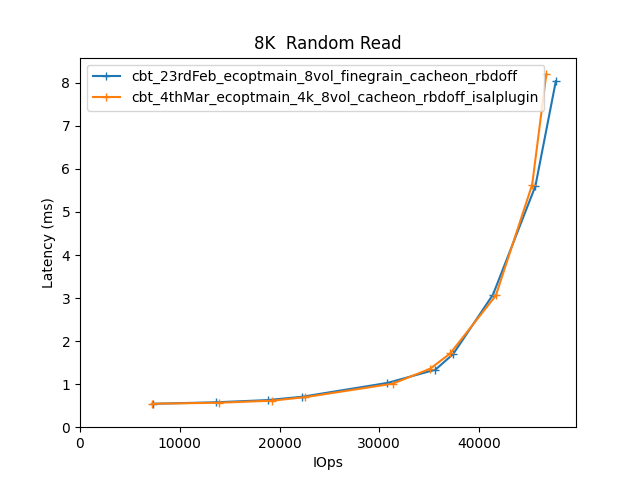 8K  Random Read
cbt_23rdFeb_ecoptmain_8vol_finegrain_cacheon_rbdoff
cbt_4thMar_ecoptmain_4k_8vol_cacheon_rbdoff_isalplugin
Latency (ms)
8
7
6
5
4
3
2
1
0
0 10000 20000 30000 40000
IOps